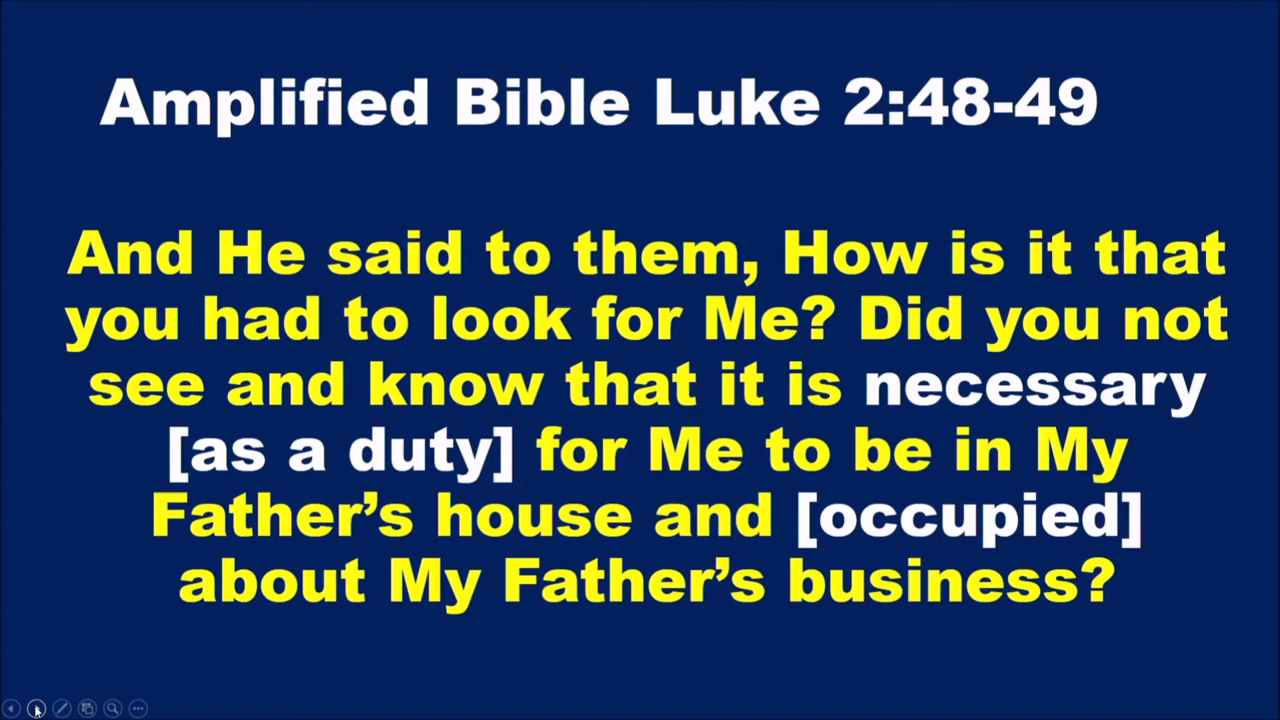 Amplified Bible Luke 2:48-49
And He said to them, How is it that
you had to look for Me? Did you not
see and know that it is necessary
[as a duty] for Me to be in My
Father’s house and [occupied]
about My Father’s business?